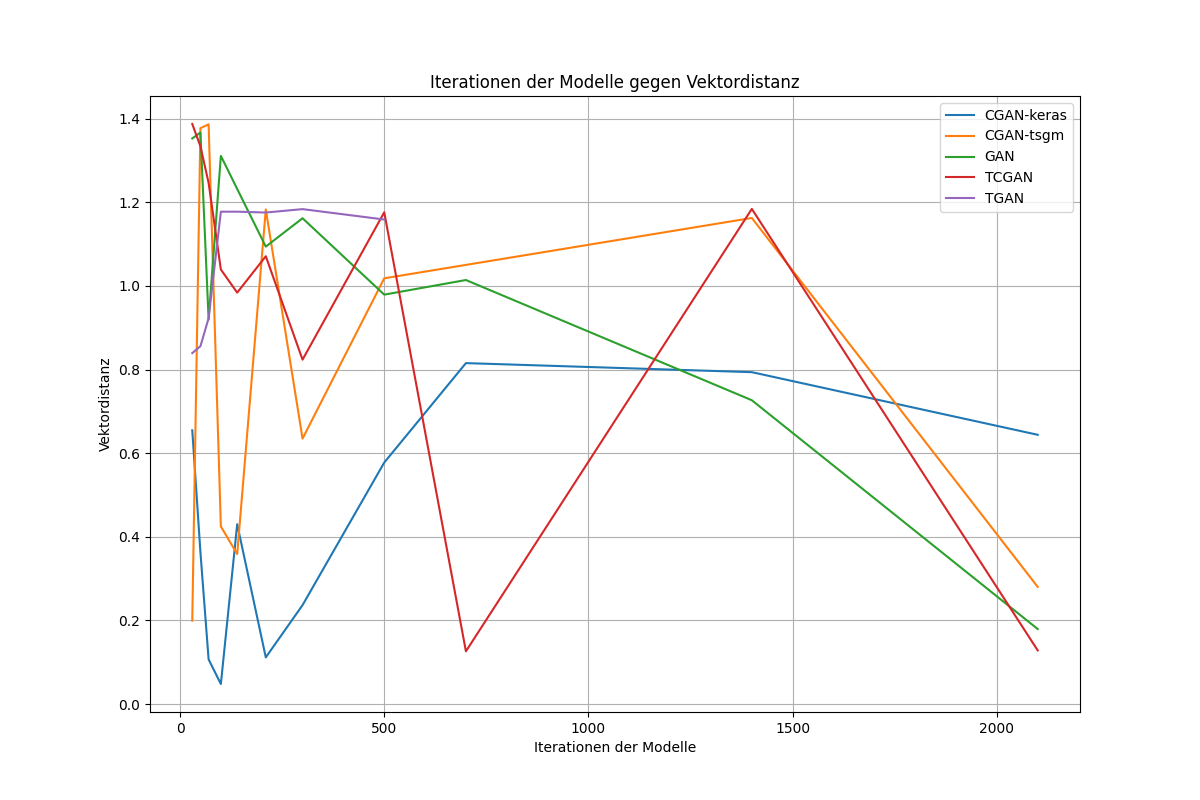 Iterationen der Modelle gegen Vektordistanz
CGAN-keras
CGAN-tsgm
GAN
TCGAN
TGAN
Vektordistanz
1.4
1.2
1.0
0.8
0.6
0.4
0.2
0.0
0
500
1000
1500
2000
Iterationen der Modelle